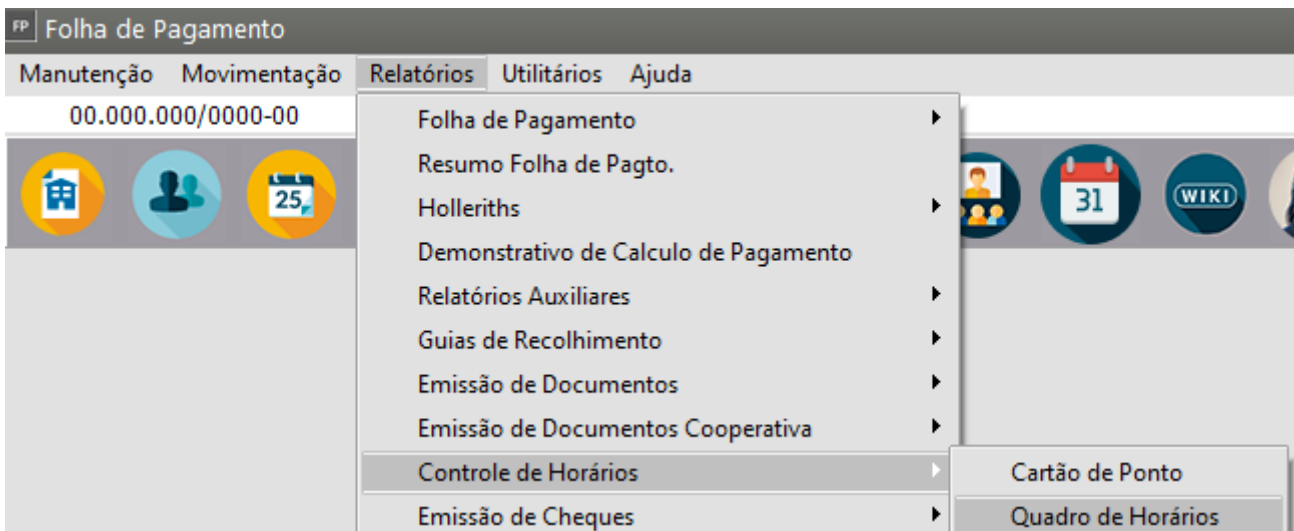 FP Folha de Pagamento
Manutenção Movimentação Relatórios Utilitários Ajuda
00.000.000/0000-00
Folha de Pagamento
Resumo Folha de Pagto.
Holleriths
Demonstrativo de Calculo de Pagamento
Relatórios Auxiliares
Guias de Recolhimento
Emissão de Documentos
Emissão de Documentos Cooperativa
Controle de Horários
Emissão de Cheques
25
31
WIKI
Cartão de Ponto
Quadro de Horários